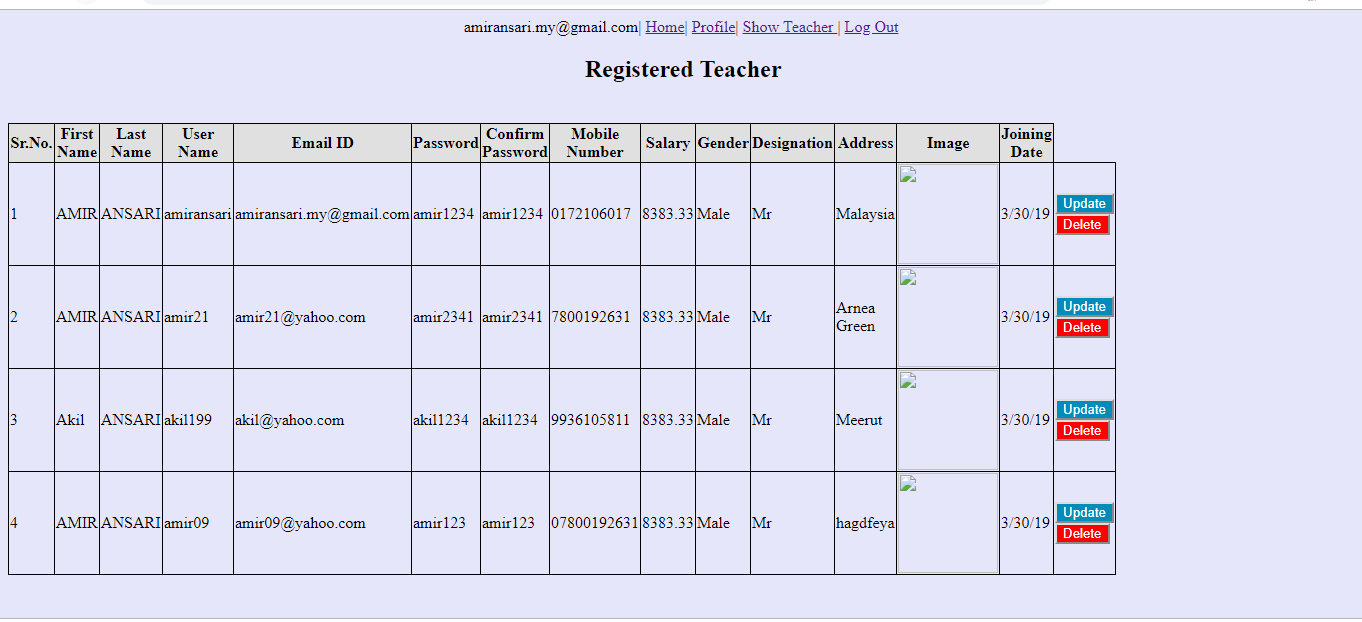 amiransari.my@gmail.com| Home| Profile| Show Teacher | Log Out
Registered Teacher
Sr.No. First Name Last Name User Name Email ID Password Confirm Password Mobile Number Salary Gender Designation Address Image Joining Date
1 AMIR ANSARI amiransari amiransari.my@gmail.com amir1234 amir1234 0172106017 8383.33 Male Mr Malaysia 3/30/19 Update Delete
2 AMIR ANSARI amir21 amir21@yahoo.com amir2341 amir2341 7800192631 8383.33 Male Mr Arnea Green 3/30/19 Update Delete
3 Akil ANSARI akil199 akil@yahoo.com akil1234 akil1234 9936105811 8383.33 Male Mr Meerut 3/30/19 Update Delete
4 AMIR ANSARI amir09 amir09@yahoo.com amir123 amir123 07800192631 8383.33 Male Mr hagdfeya 3/30/19 Update Delete